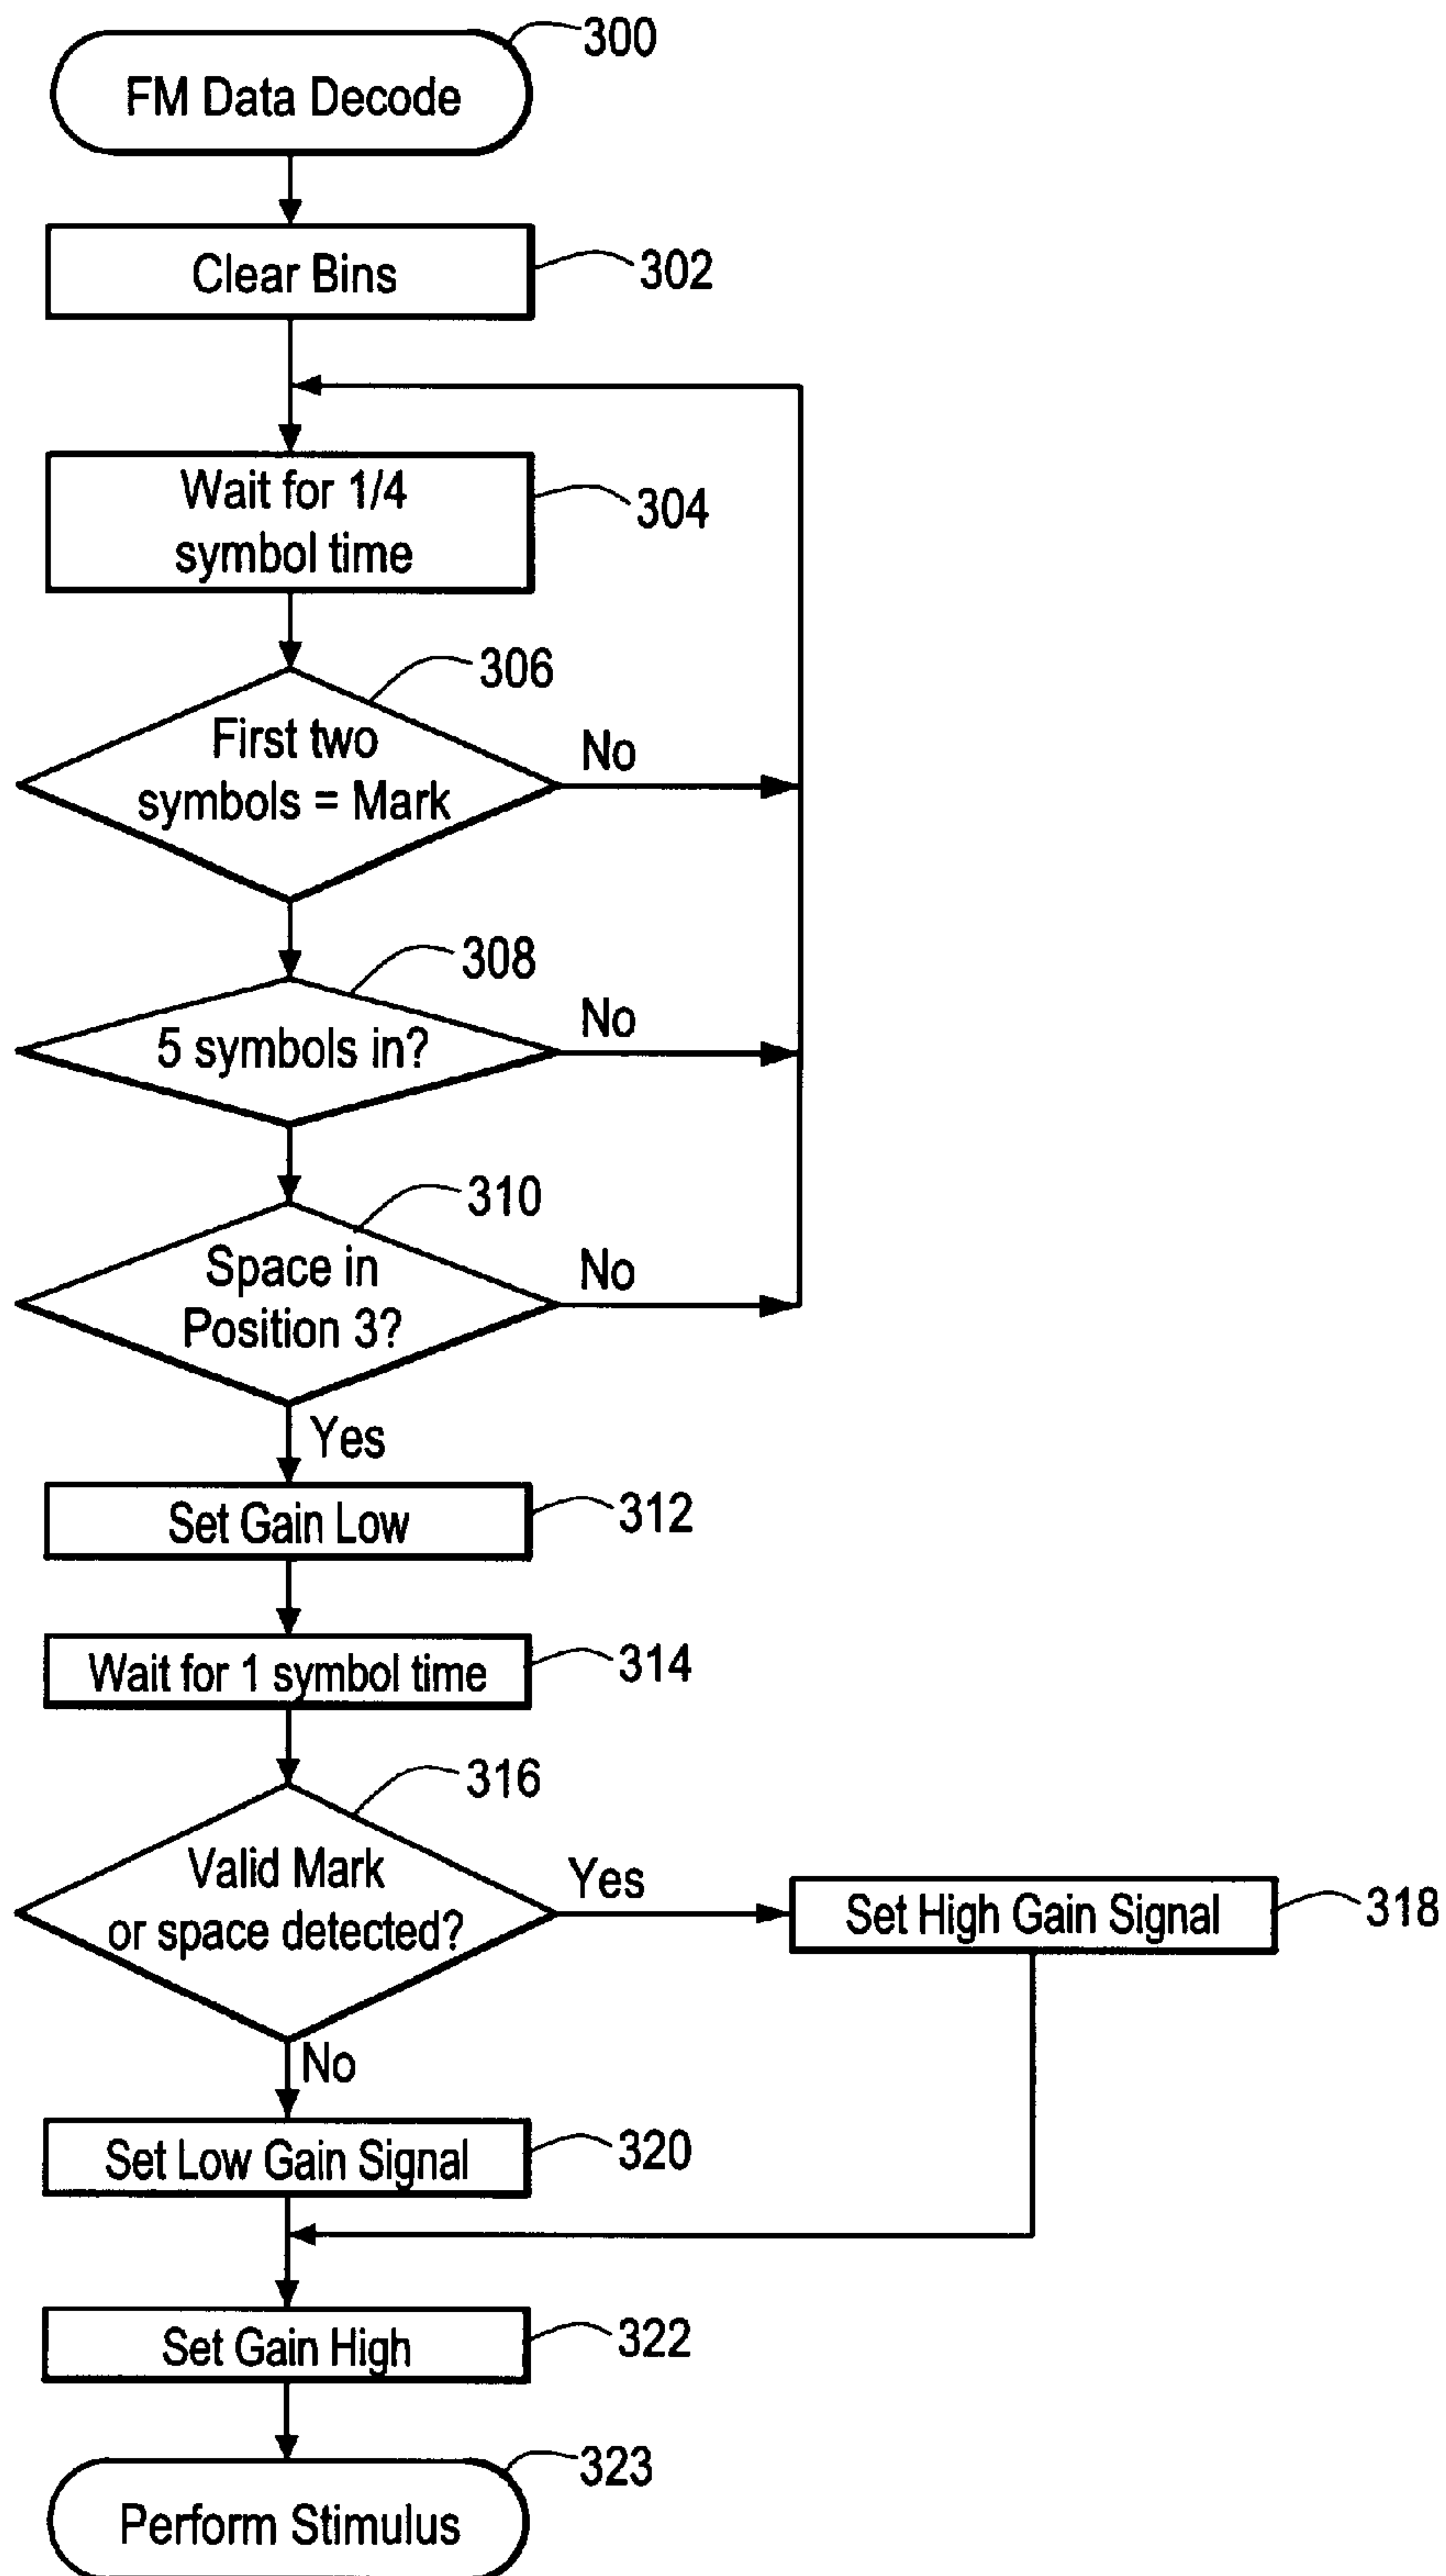 300
FM Data Decode
Clear Bins
302
Wait for 1/4
symbol time
304
306
First two
symbols = Mark
No
308
5 symbols in?
No
310
Space in
Position 3?
No
Yes
Set Gain Low
312
Wait for 1 symbol time
314
316
Valid Mark
or space detected?
Yes
Set High Gain Signal
318
No
Set Low Gain Signal
320
Set Gain High
322
323
Perform Stimulus